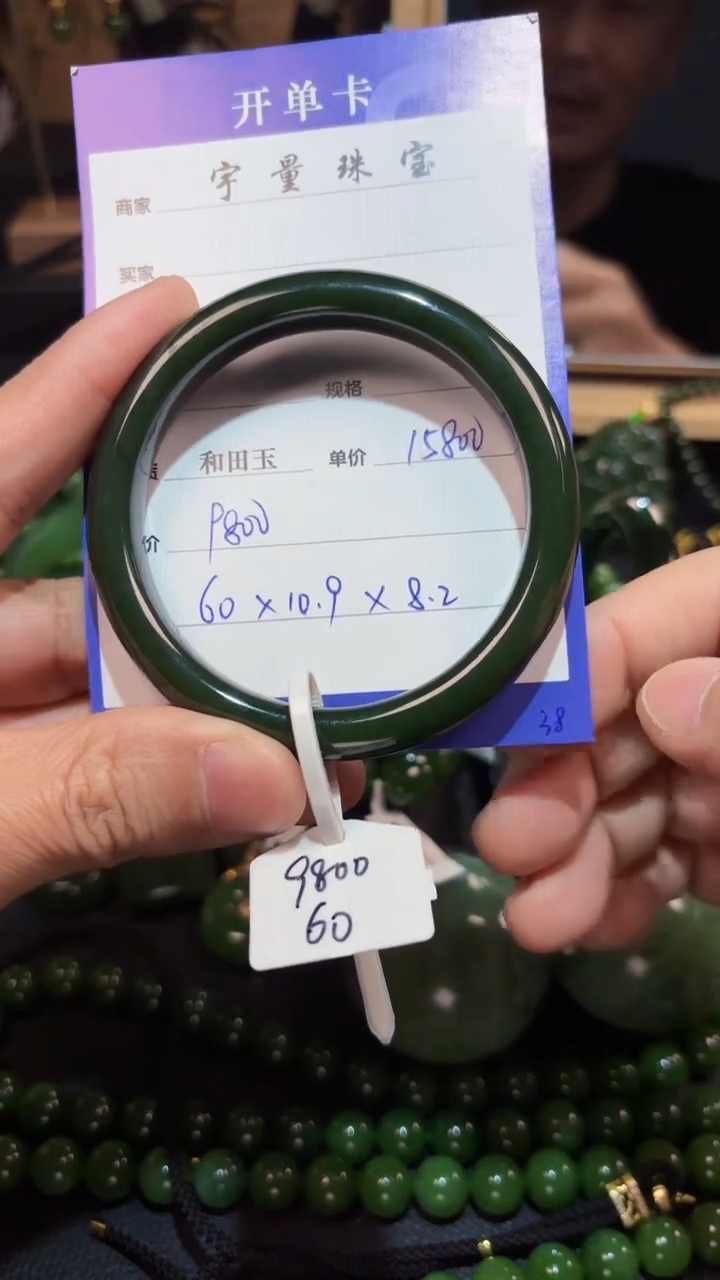 开单卡
商家 宇量珠宝
买家
规格
和田玉 单价 15800
价 9800
60 × 10.9 × 8.2
38
9800
60